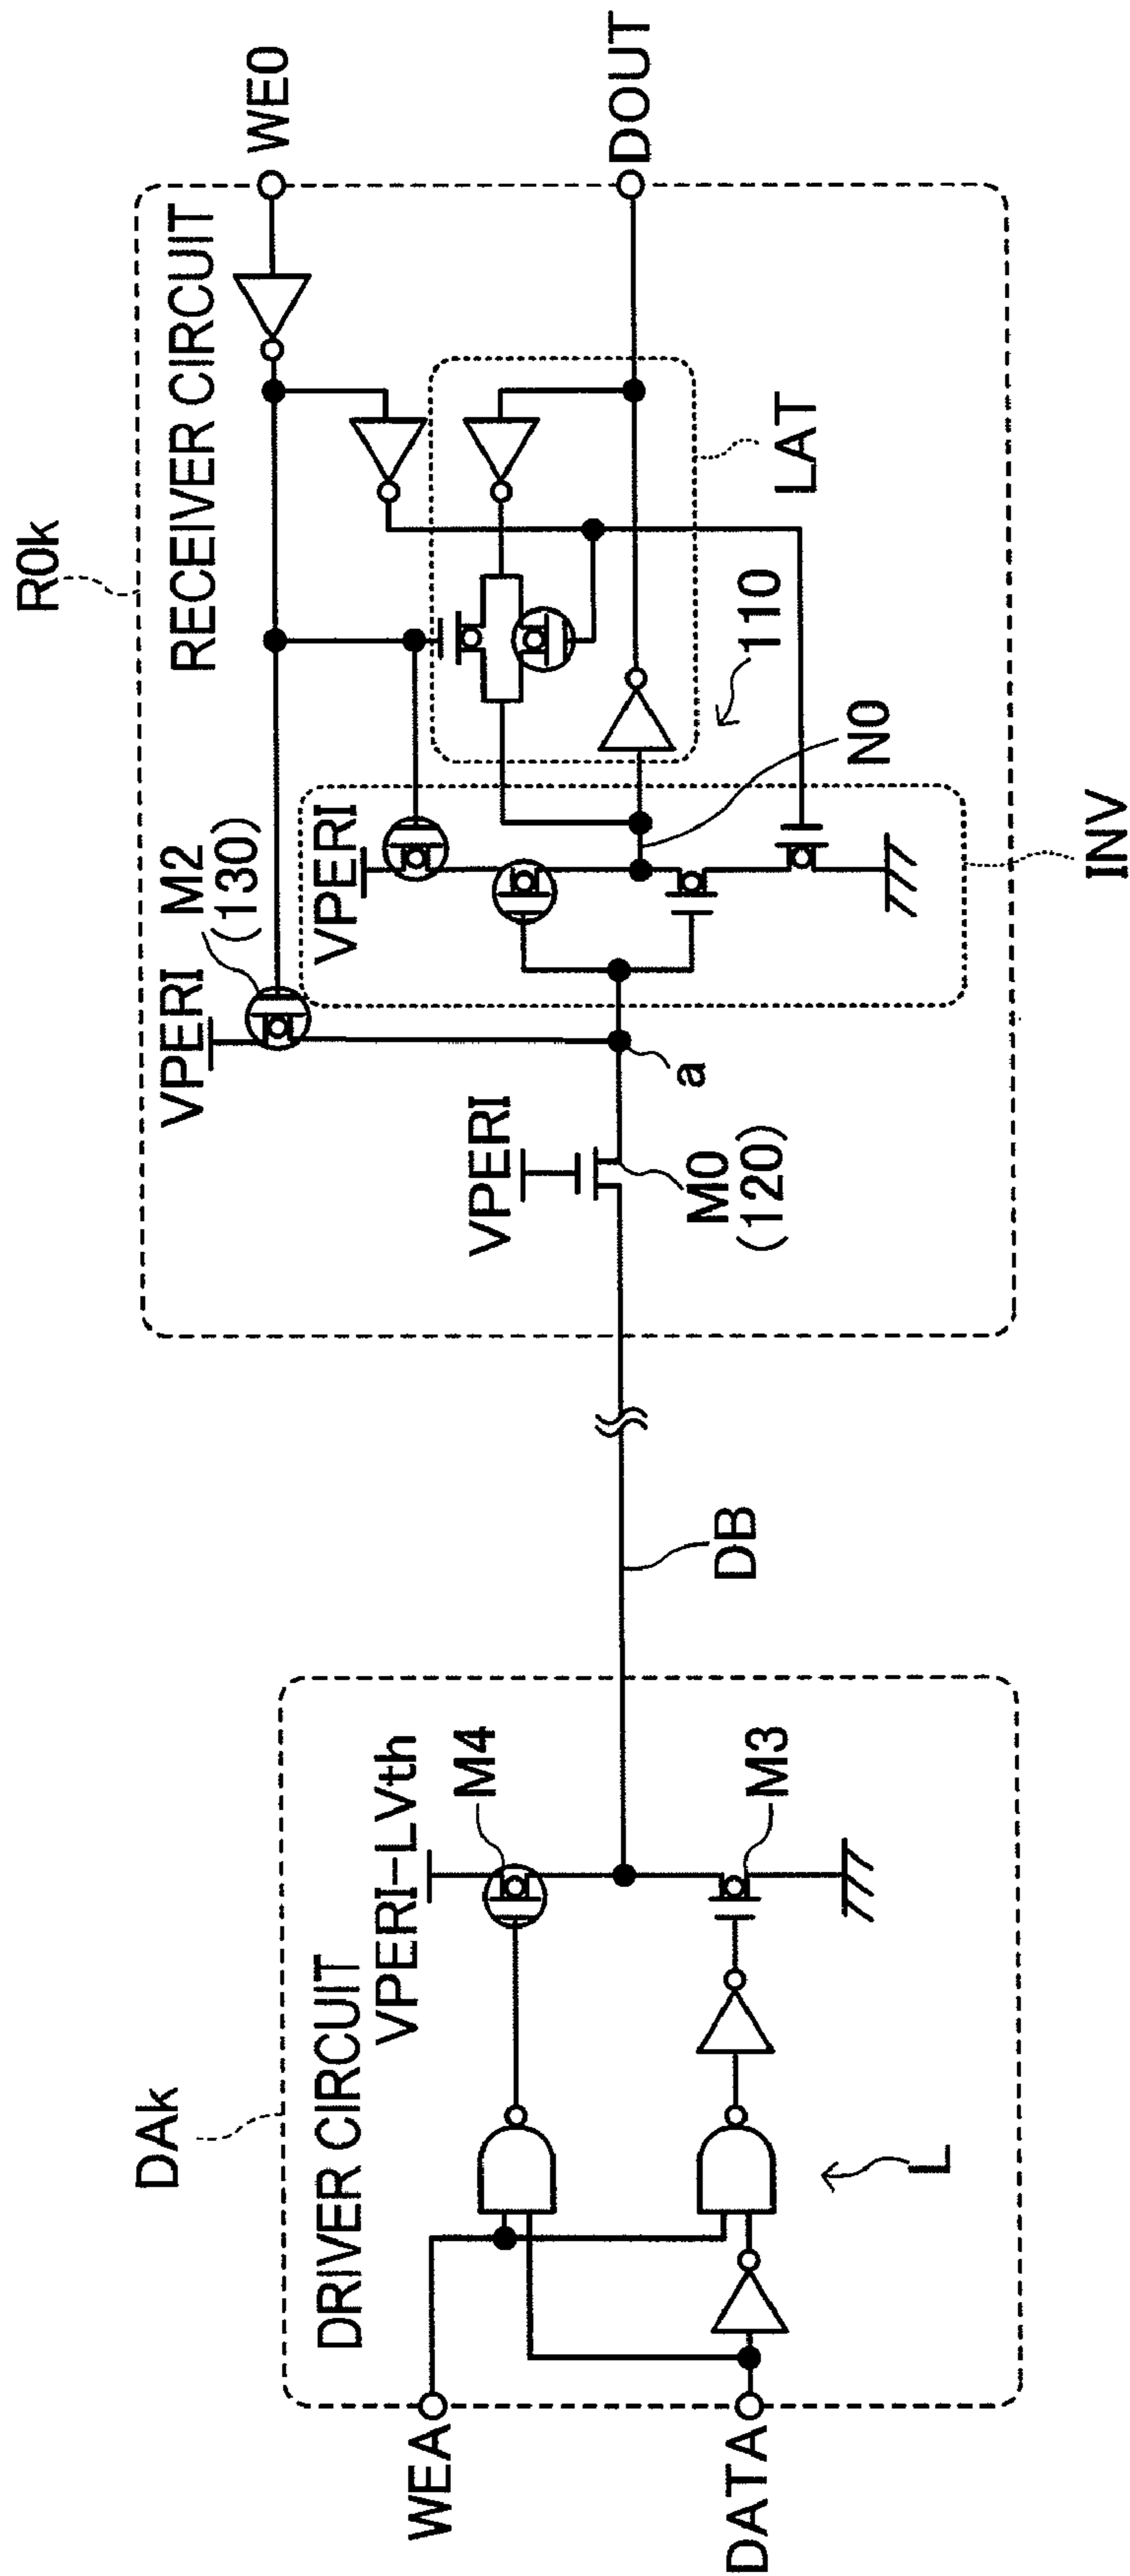 R0k
RECEIVER CIRCUIT
WE0
DOUT
LAT
110
N0
INV
VPERI
M2
(130)
VPERI
a
VPERI
M0
(120)
DB
DAk
DRIVER CIRCUIT
VPERI-LVth
M4
M3
L
WEA
DATA